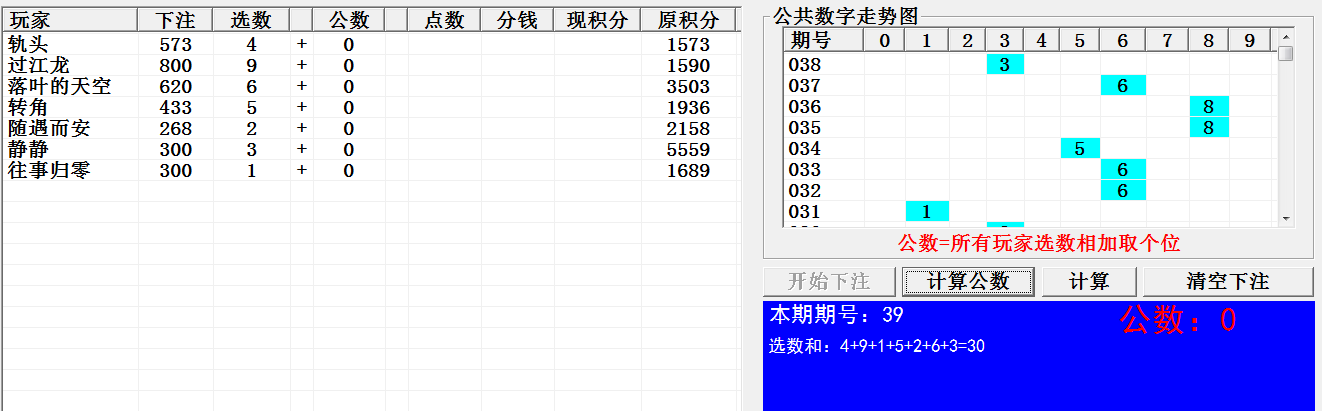 玩家 下注 选数 公数 点数 分钱 现积分 原积分
轨头 573 4 + 0 1573
过江龙 800 9 + 0 1590
落叶的天空 620 6 + 0 3503
转角 433 5 + 0 1936
随遇而安 268 2 + 0 2158
静静 300 3 + 0 5559
往事归零 300 1 + 0 1689
公共数字走势图
期号 0 1 2 3 4 5 6 7 8 9
038 3
037 6
036 8
035 8
034 5
033 6
032 6
031 1
公数=所有玩家选数相加取个位
开始下注 计算公数 计算 清空下注
本期期号：39 公数：0
选数和：4+9+1+5+2+6+3=30